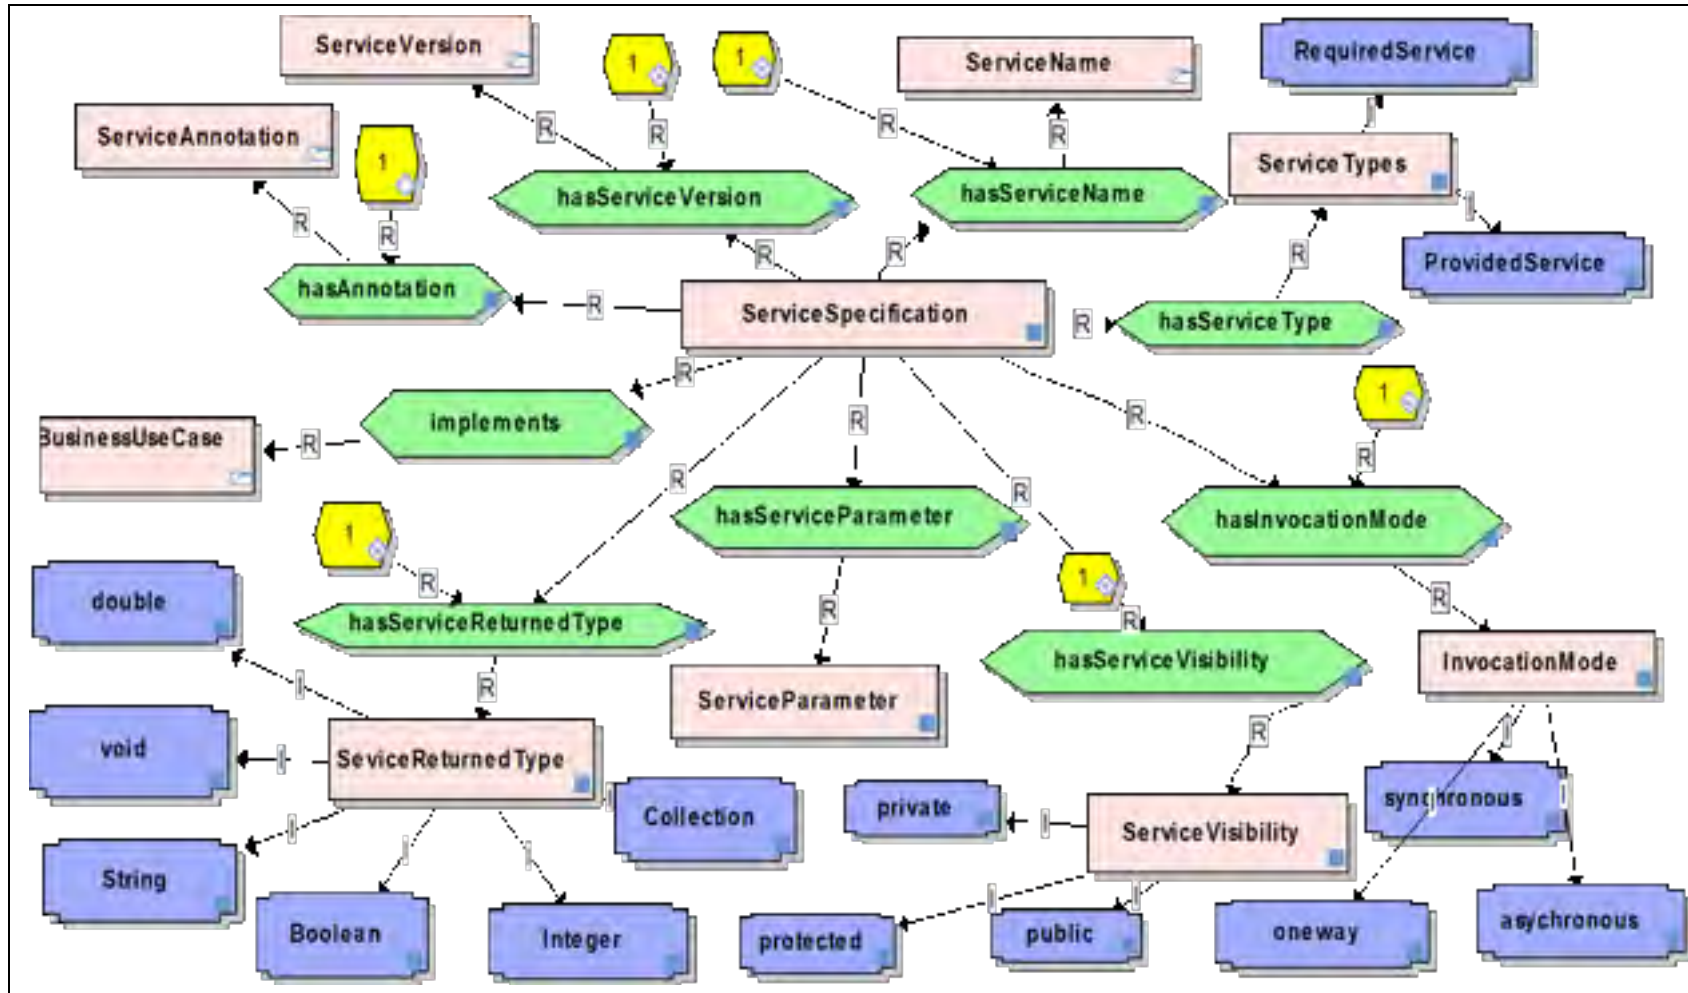 ServiceVersion
1
1
ServiceName
RequiredService
R
R
R
R
I
ServiceAnnotation
1
ServiceTypes
hasServiceVersion
hasServiceName
I
R
R
R
R
R
ProvidedService
hasAnnotation
R
ServiceSpecification
R
hasServiceType
R
1
implements
R
R
BusinessUseCase
R
R
R
R
hasServiceParameter
hasInvocationMode
1
R
1
double
R
R
hasServiceReturnedType
R
hasServiceVisibility
InvocationMode
I
R
ServiceParameter
R
void
I
SeviceReturnedType
I
I
synchronous
I
I
Collection
private
I
ServiceVisibility
String
I
I
I
I
I
Boolean
Integer
protected
public
oneway
asychronous